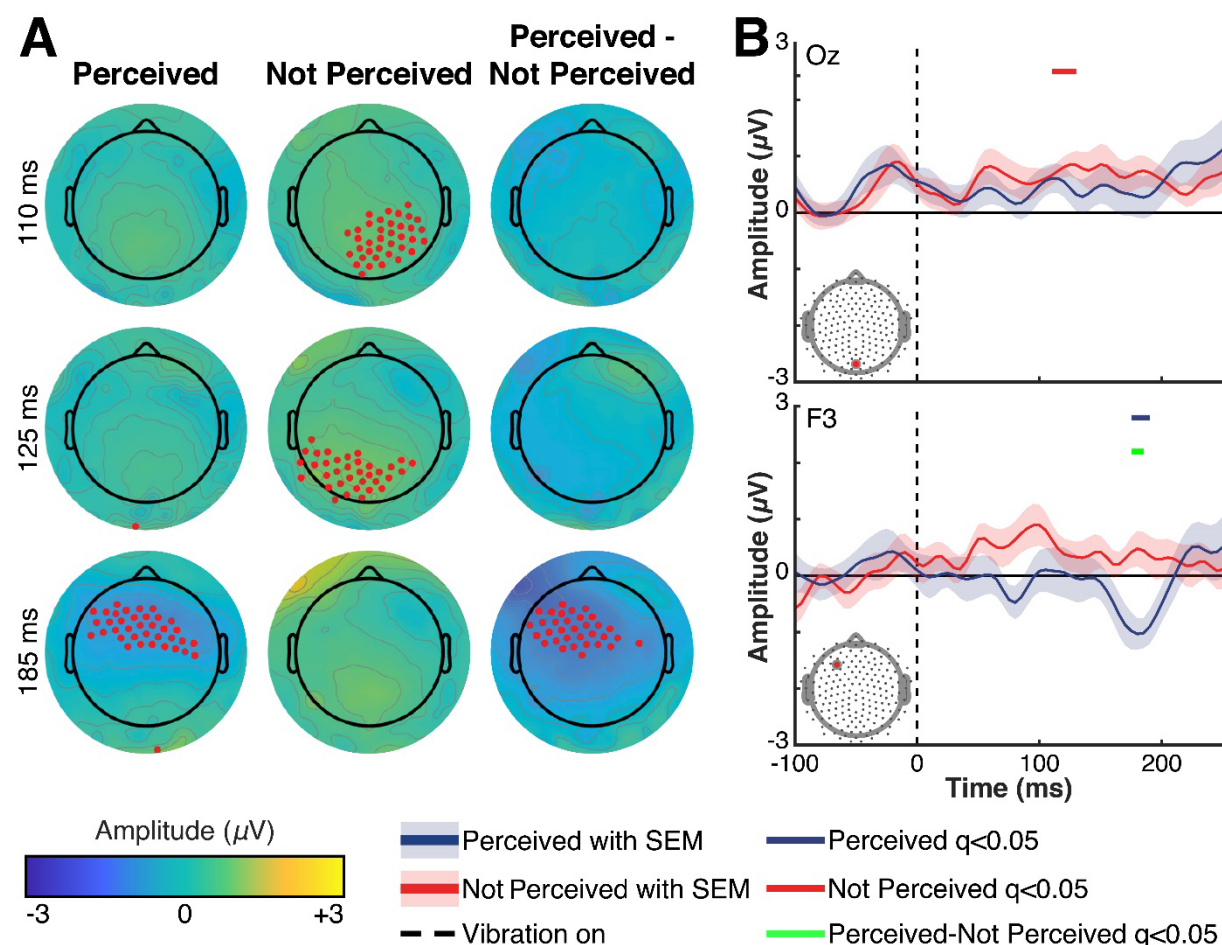 A
Perceived
Not Perceived
Perceived -
Not Perceived
110 ms
125 ms
185 ms
Amplitude (μV)
-3
0
+3
B
3
Oz
Amplitude (μV)
0
-3
3
F3
Amplitude (μV)
0
-3
-100
0
100
200
Time (ms)
Perceived with SEM
Not Perceived with SEM
Vibration on
Perceived q<0.05
Not Perceived q<0.05
Perceived-Not Perceived q<0.05